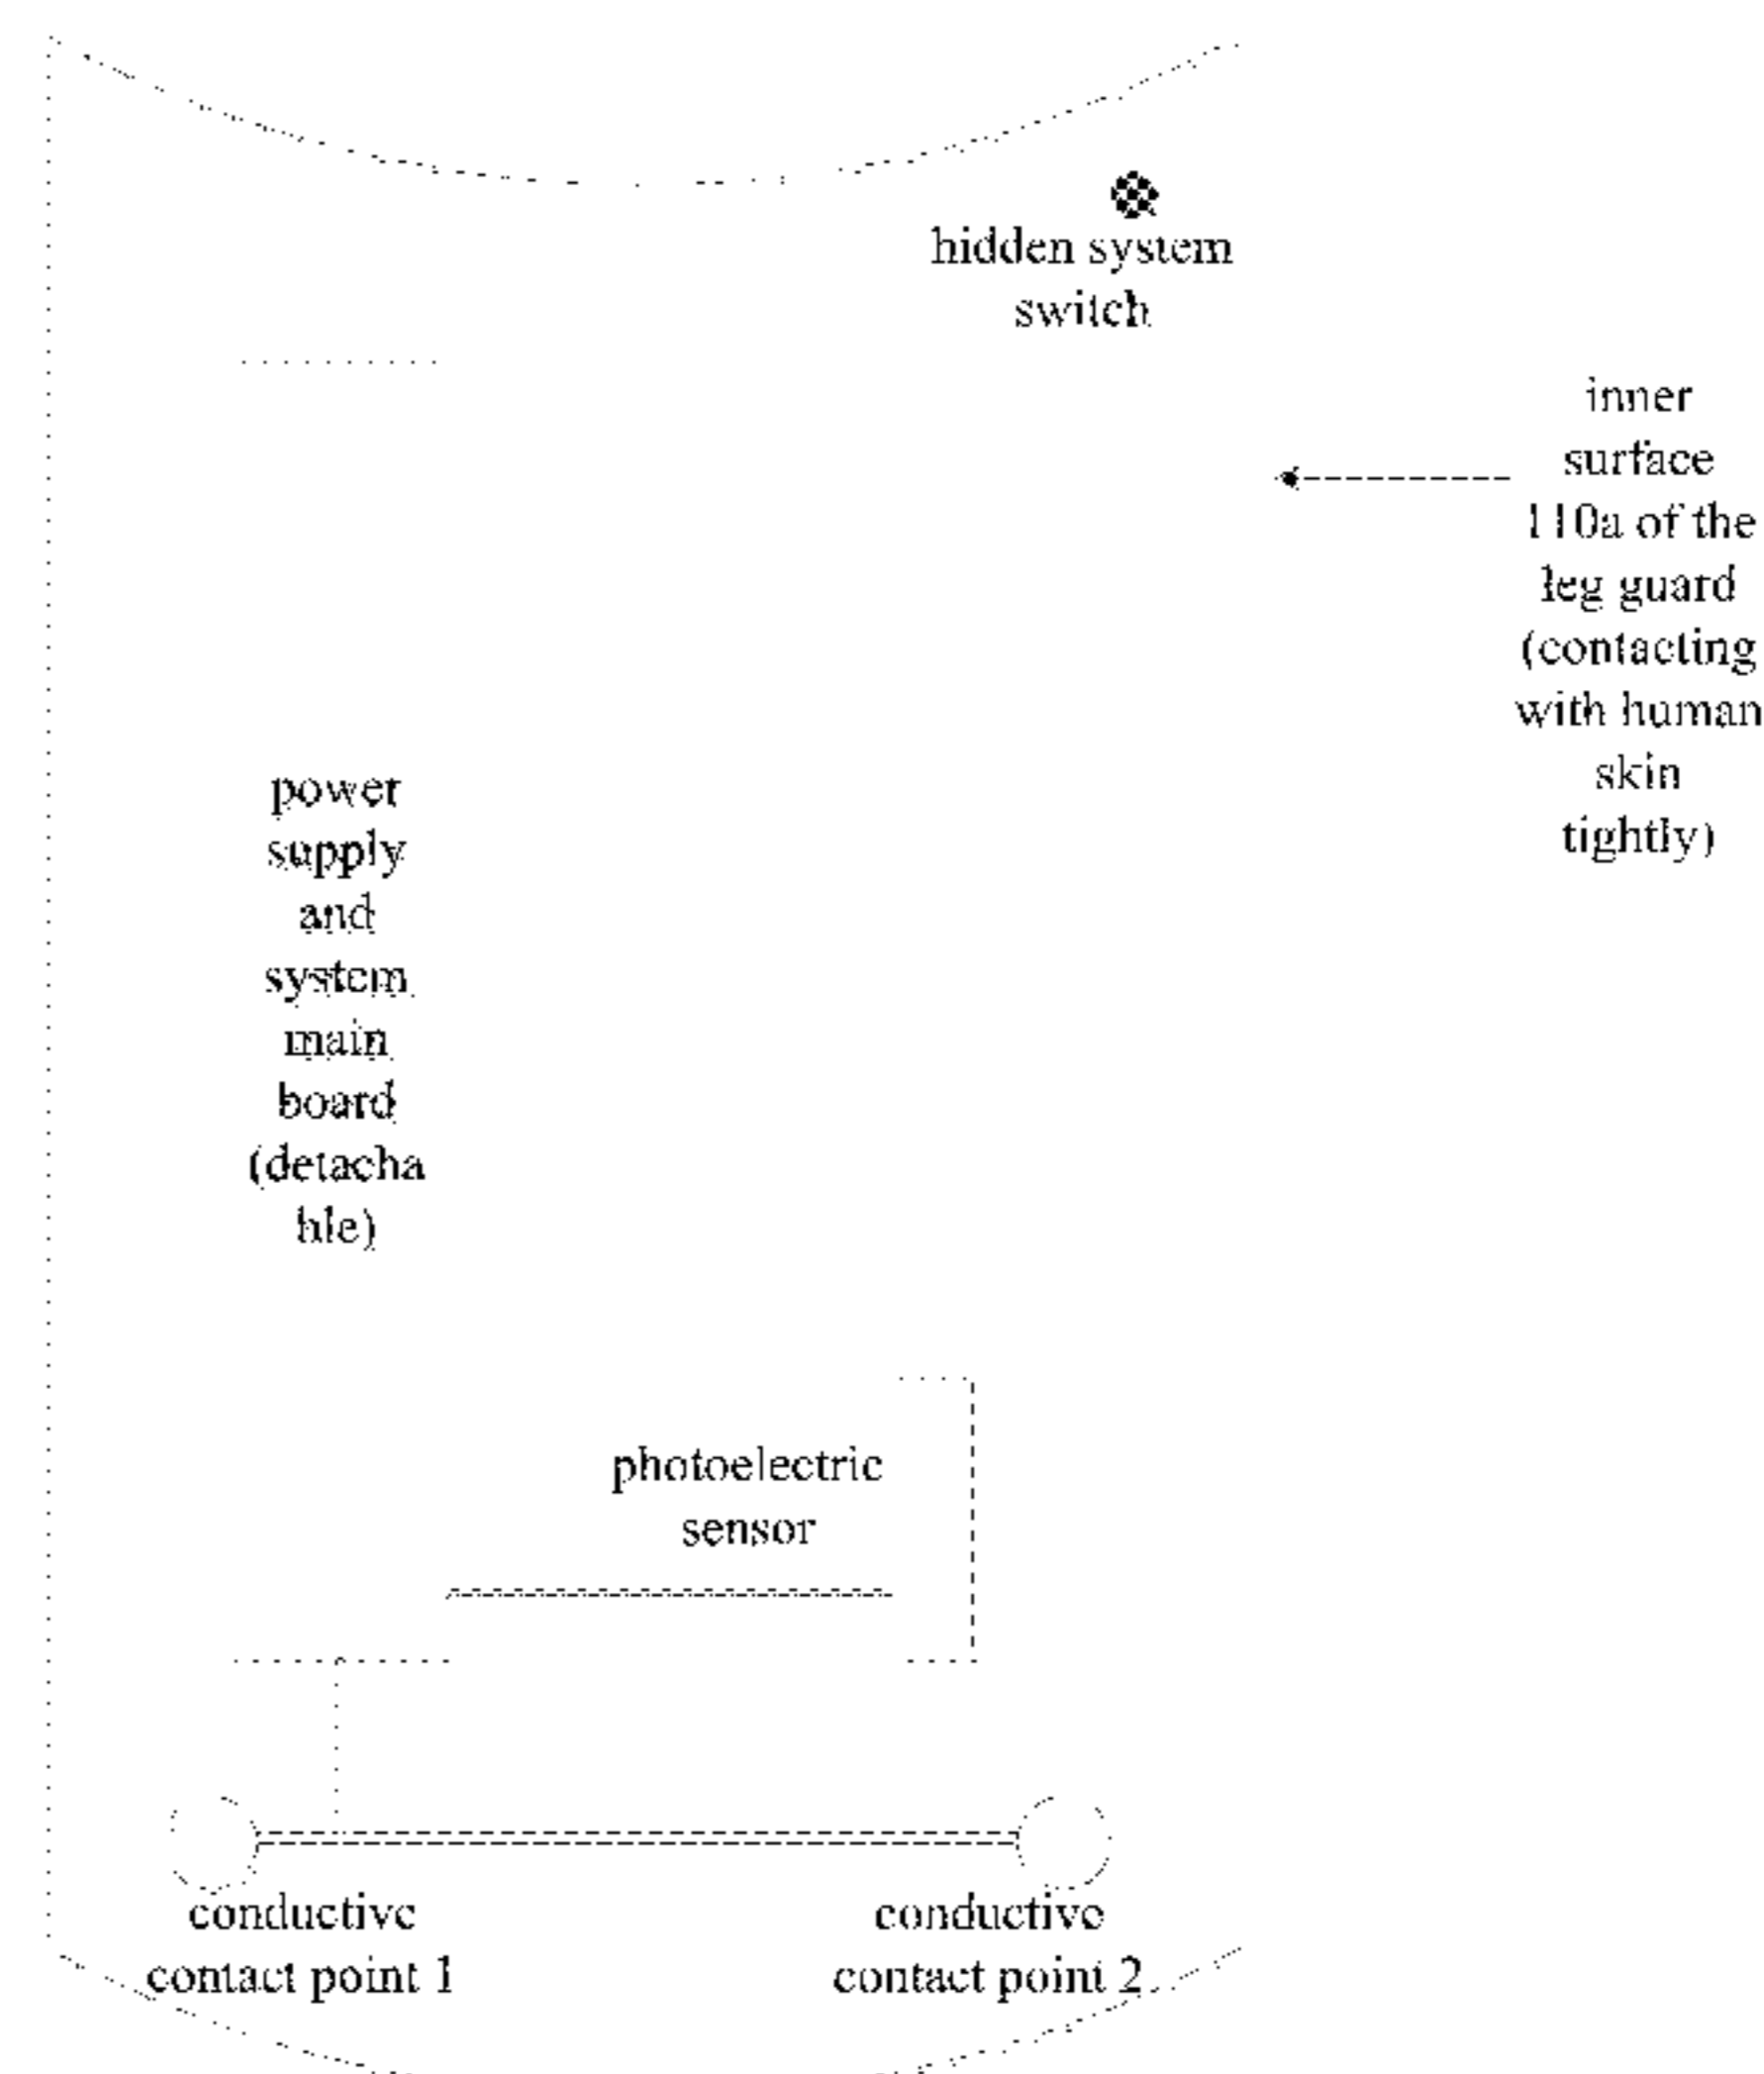 hidden system
switch
inner
surface
110a of the
leg guard
(contacting
with human
skin
tightly)
power
supply
and
system
main
board
(detacha
ble)
photoelectric
sensor
conductive
contact point 1
conductive
contact point 2